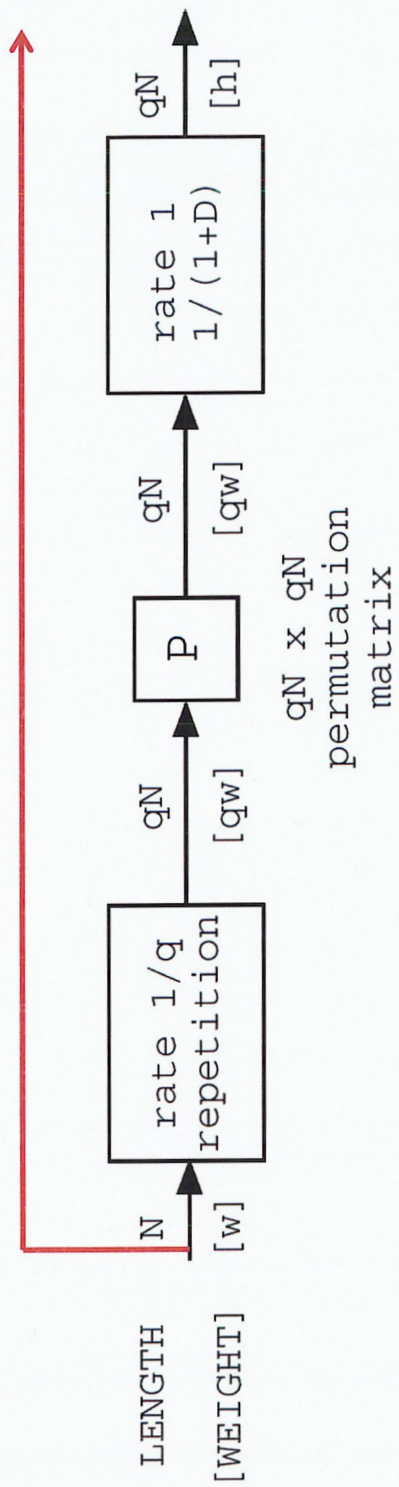 LENGTH
[WEIGHT]
N
[w]
rate 1/q
repetition
qN
[qw]
P
qN x qN
permutation
matrix
qN
[qw]
rate 1
1/(1+D)
qN
[h]